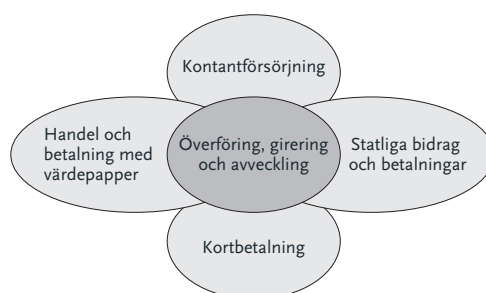 Kontantförsörjning
Handel och
betalning med
värdepapper
Överföring, girering
och avveckling
Statliga bidrag
och betalningar
Kortbetalning